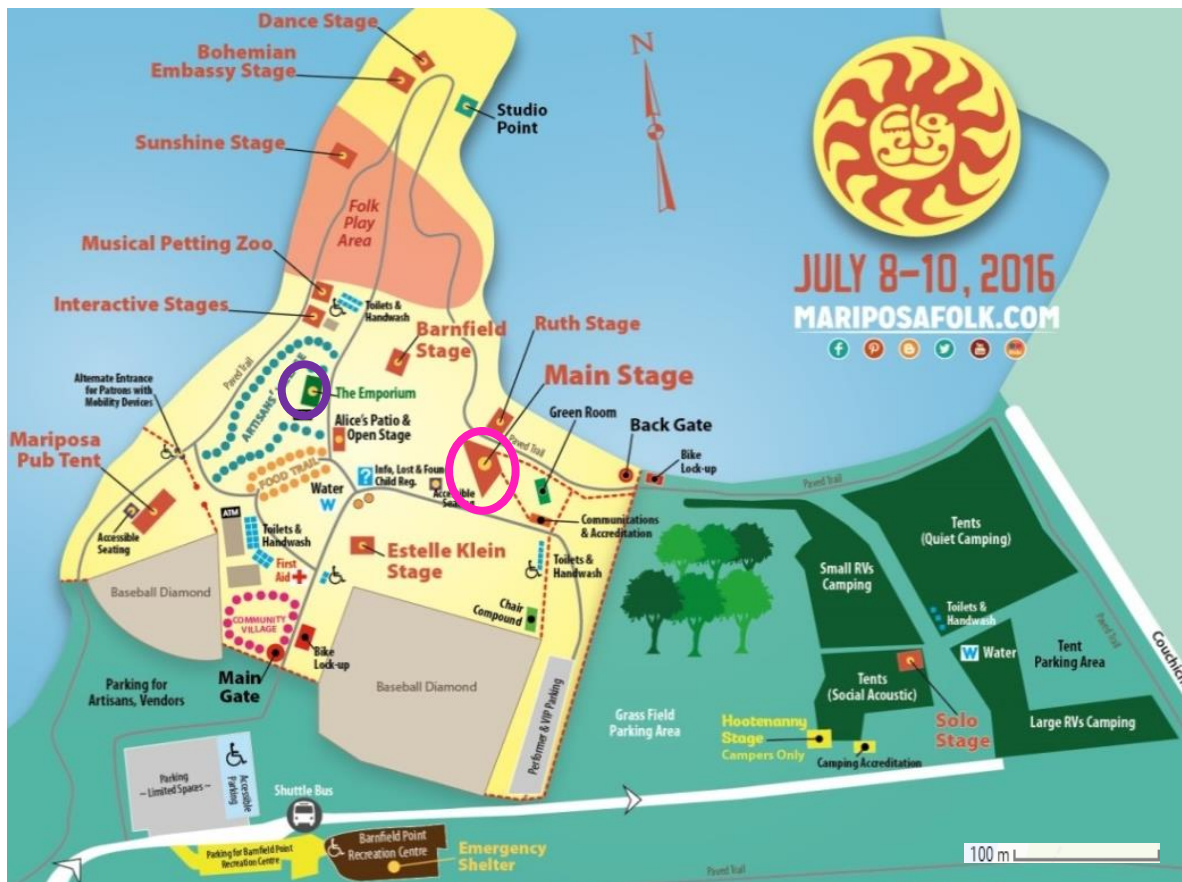 Dance Stage
Bohemian
Embassy Stage
N
Studio
Point
Sunshine Stage
Folk
Play
Area
Musical Petting Zoo
JULY 8–10, 2016
MARIPOSAFOLK.COM
Interactive Stages
Toilets &
Handwash
Barnfield
Stage
Ruth Stage
Main Stage
Paved Trail
Alternate Entrance
for Patrons with
Mobility Devices
ARTISANS'
The Emporium
Alice's Patio &
Open Stage
Green Room
Back Gate
Paved Trail
Bike
Lock-up
Paved Trail
Mariposa
Pub Tent
FOOD TRAIL
Water
W
?
Info, Lost & Found
Child Reg.
Accessible
Communications
& Accreditation
Accessible
Seating
ATM
Toilets &
Handwash
First
Aid
Estelle Klein
Stage
Toilets &
Handwash
Tents
(Quiet Camping)
Small RVs
Camping
Baseball Diamond
COMMUNITY
VILLAGE
Chair
Compound
Toilets &
Handwash
Paved Trail
Couchich
Main
Gate
Bike
Lock-up
W Water
Tent
Parking Area
Parking for
Artisans, Vendors
Baseball Diamond
Tents
(Social Acoustic)
Performer & VIP Parking
Grass Field
Parking Area
Hootenanny
Stage
Campers Only
Solo
Stage
Large RVs Camping
Camping Accreditation
Parking
~ Limited Spares ~
Accessible
Parking
Shuttle Bus
Parking for Barnfield Point
Recreation Centre
Barnfield Point
Recreation Centre
Emergency
Shelter
100 m
Paved Trail